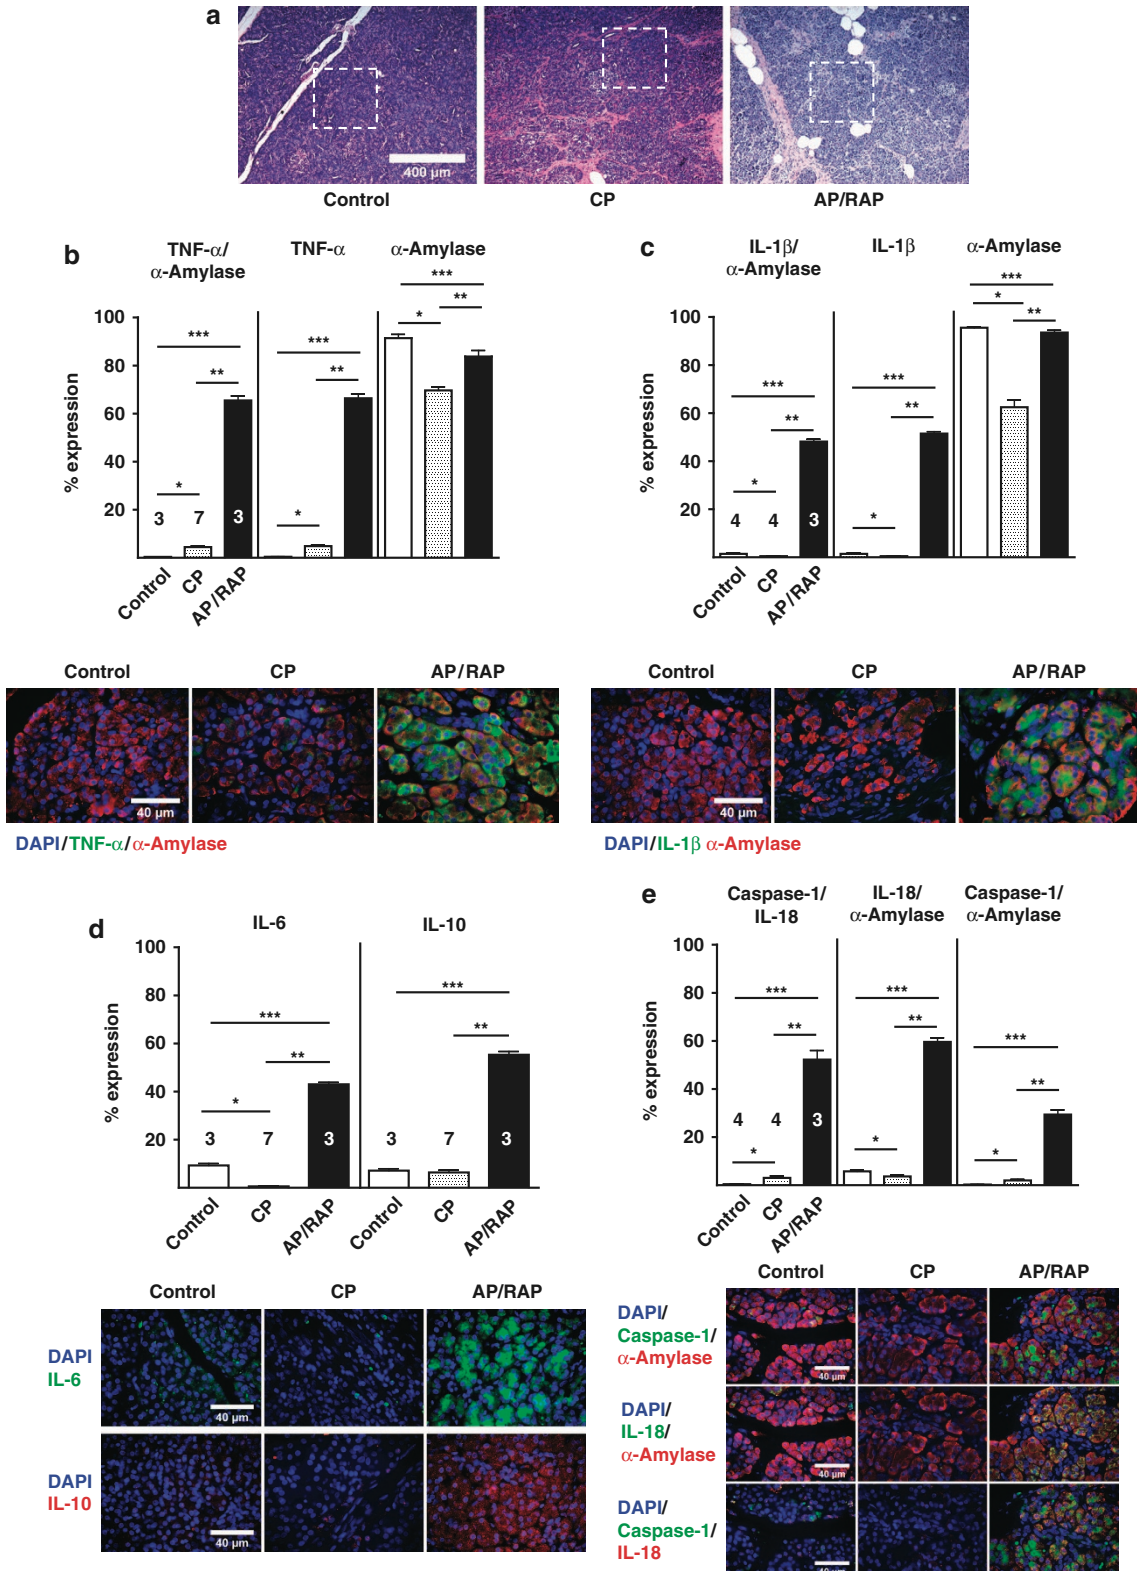 a
400 µm
Control
CP
AP/RAP
b
TNF-α/
α-Amylase
TNF-α
α-Amylase
% expression
100
80
60
40
20
***
**
*
3
7
3
***
**
*
***
**
*
Control
CP
AP/RAP
Control
CP
AP/RAP
40 µm
DAPI/TNF-α/α-Amylase
c
IL-1β/
α-Amylase
IL-1β
α-Amylase
% expression
100
80
60
40
20
***
**
*
4
4
3
***
**
*
***
*
**
Control
CP
AP/RAP
Control
CP
AP/RAP
40 µm
DAPI/IL-1β α-Amylase
d
IL-6
IL-10
% expression
100
80
60
40
20
***
**
*
3
7
3
***
**
3
7
3
Control
CP
AP/RAP
Control
CP
AP/RAP
Control
CP
AP/RAP
DAPI
IL-6
40 µm
DAPI
IL-10
40 µm
e
Caspase-1/
IL-18
IL-18/
α-Amylase
Caspase-1/
α-Amylase
% expression
100
80
60
40
20
***
**
*
4
4
3
***
**
*
***
**
*
Control
CP
AP/RAP
Control
CP
AP/RAP
DAPI/
Caspase-1/
α-Amylase
40 µm
DAPI/
IL-18/
α-Amylase
40 µm
DAPI/
Caspase-1/
IL-18
40 µm